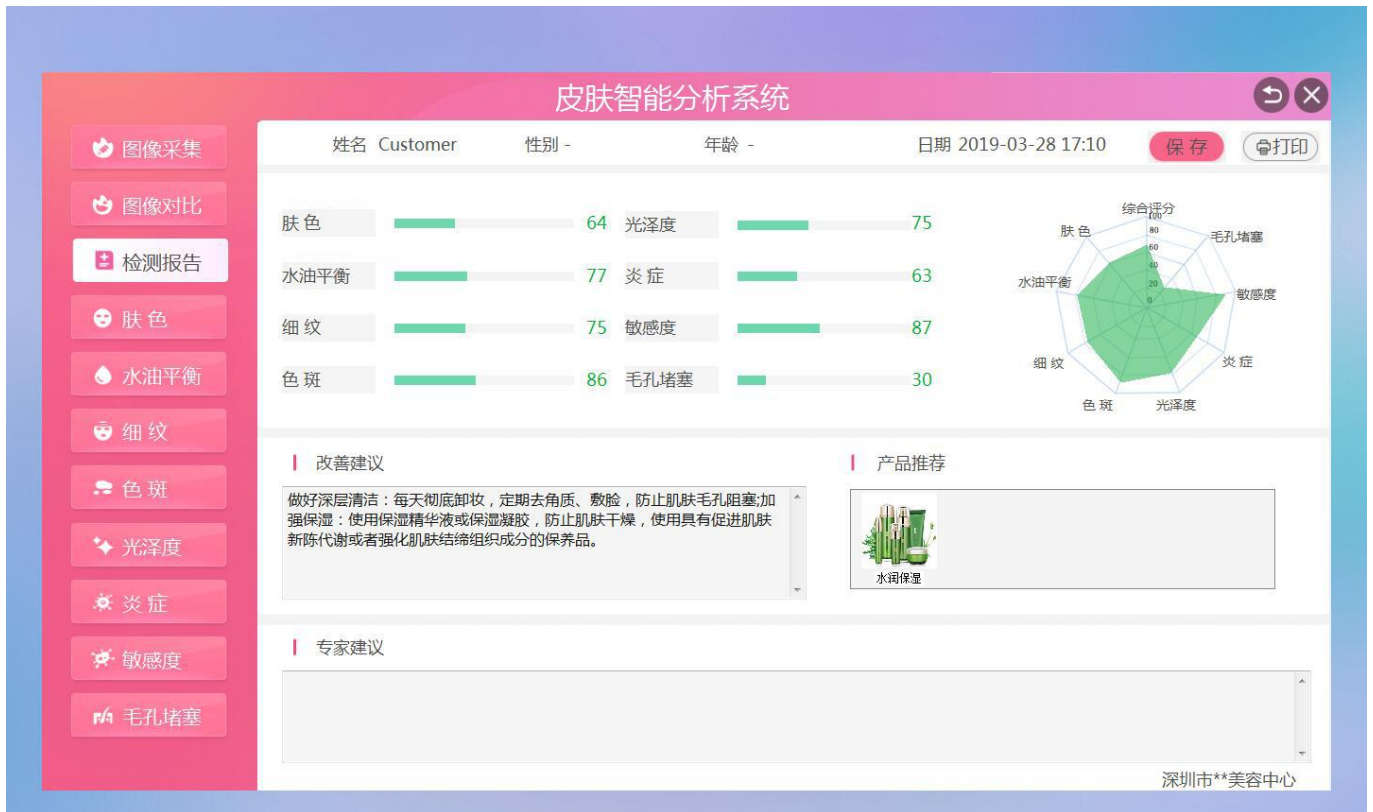 皮肤智能分析系统
图像采集
图像对比
检测报告
肤色
水油平衡
细纹
色斑
光泽度
炎症
敏感度
毛孔堵塞
姓名 Customer 性别 - 年龄 - 日期 2019-03-28 17:10 保存 打印
肤色 64 光泽度 75
水油平衡 77 炎症 63
细纹 75 敏感度 87
色斑 86 毛孔堵塞 30
综合评分
100
80
60
40
20
0
毛孔堵塞
敏感度
炎症
光泽度
色斑
细纹
水油平衡
肤色
改善建议
做好深层清洁：每天彻底卸妆，定期去角质、敷脸，防止肌肤毛孔阻塞;加
强保湿：使用保湿精华液或保湿凝胶，防止肌肤干燥，使用具有促进肌肤
新陈代谢或者强化肌肤结缔组织成分的保养品。
产品推荐
水润保湿
专家建议
深圳市**美容中心